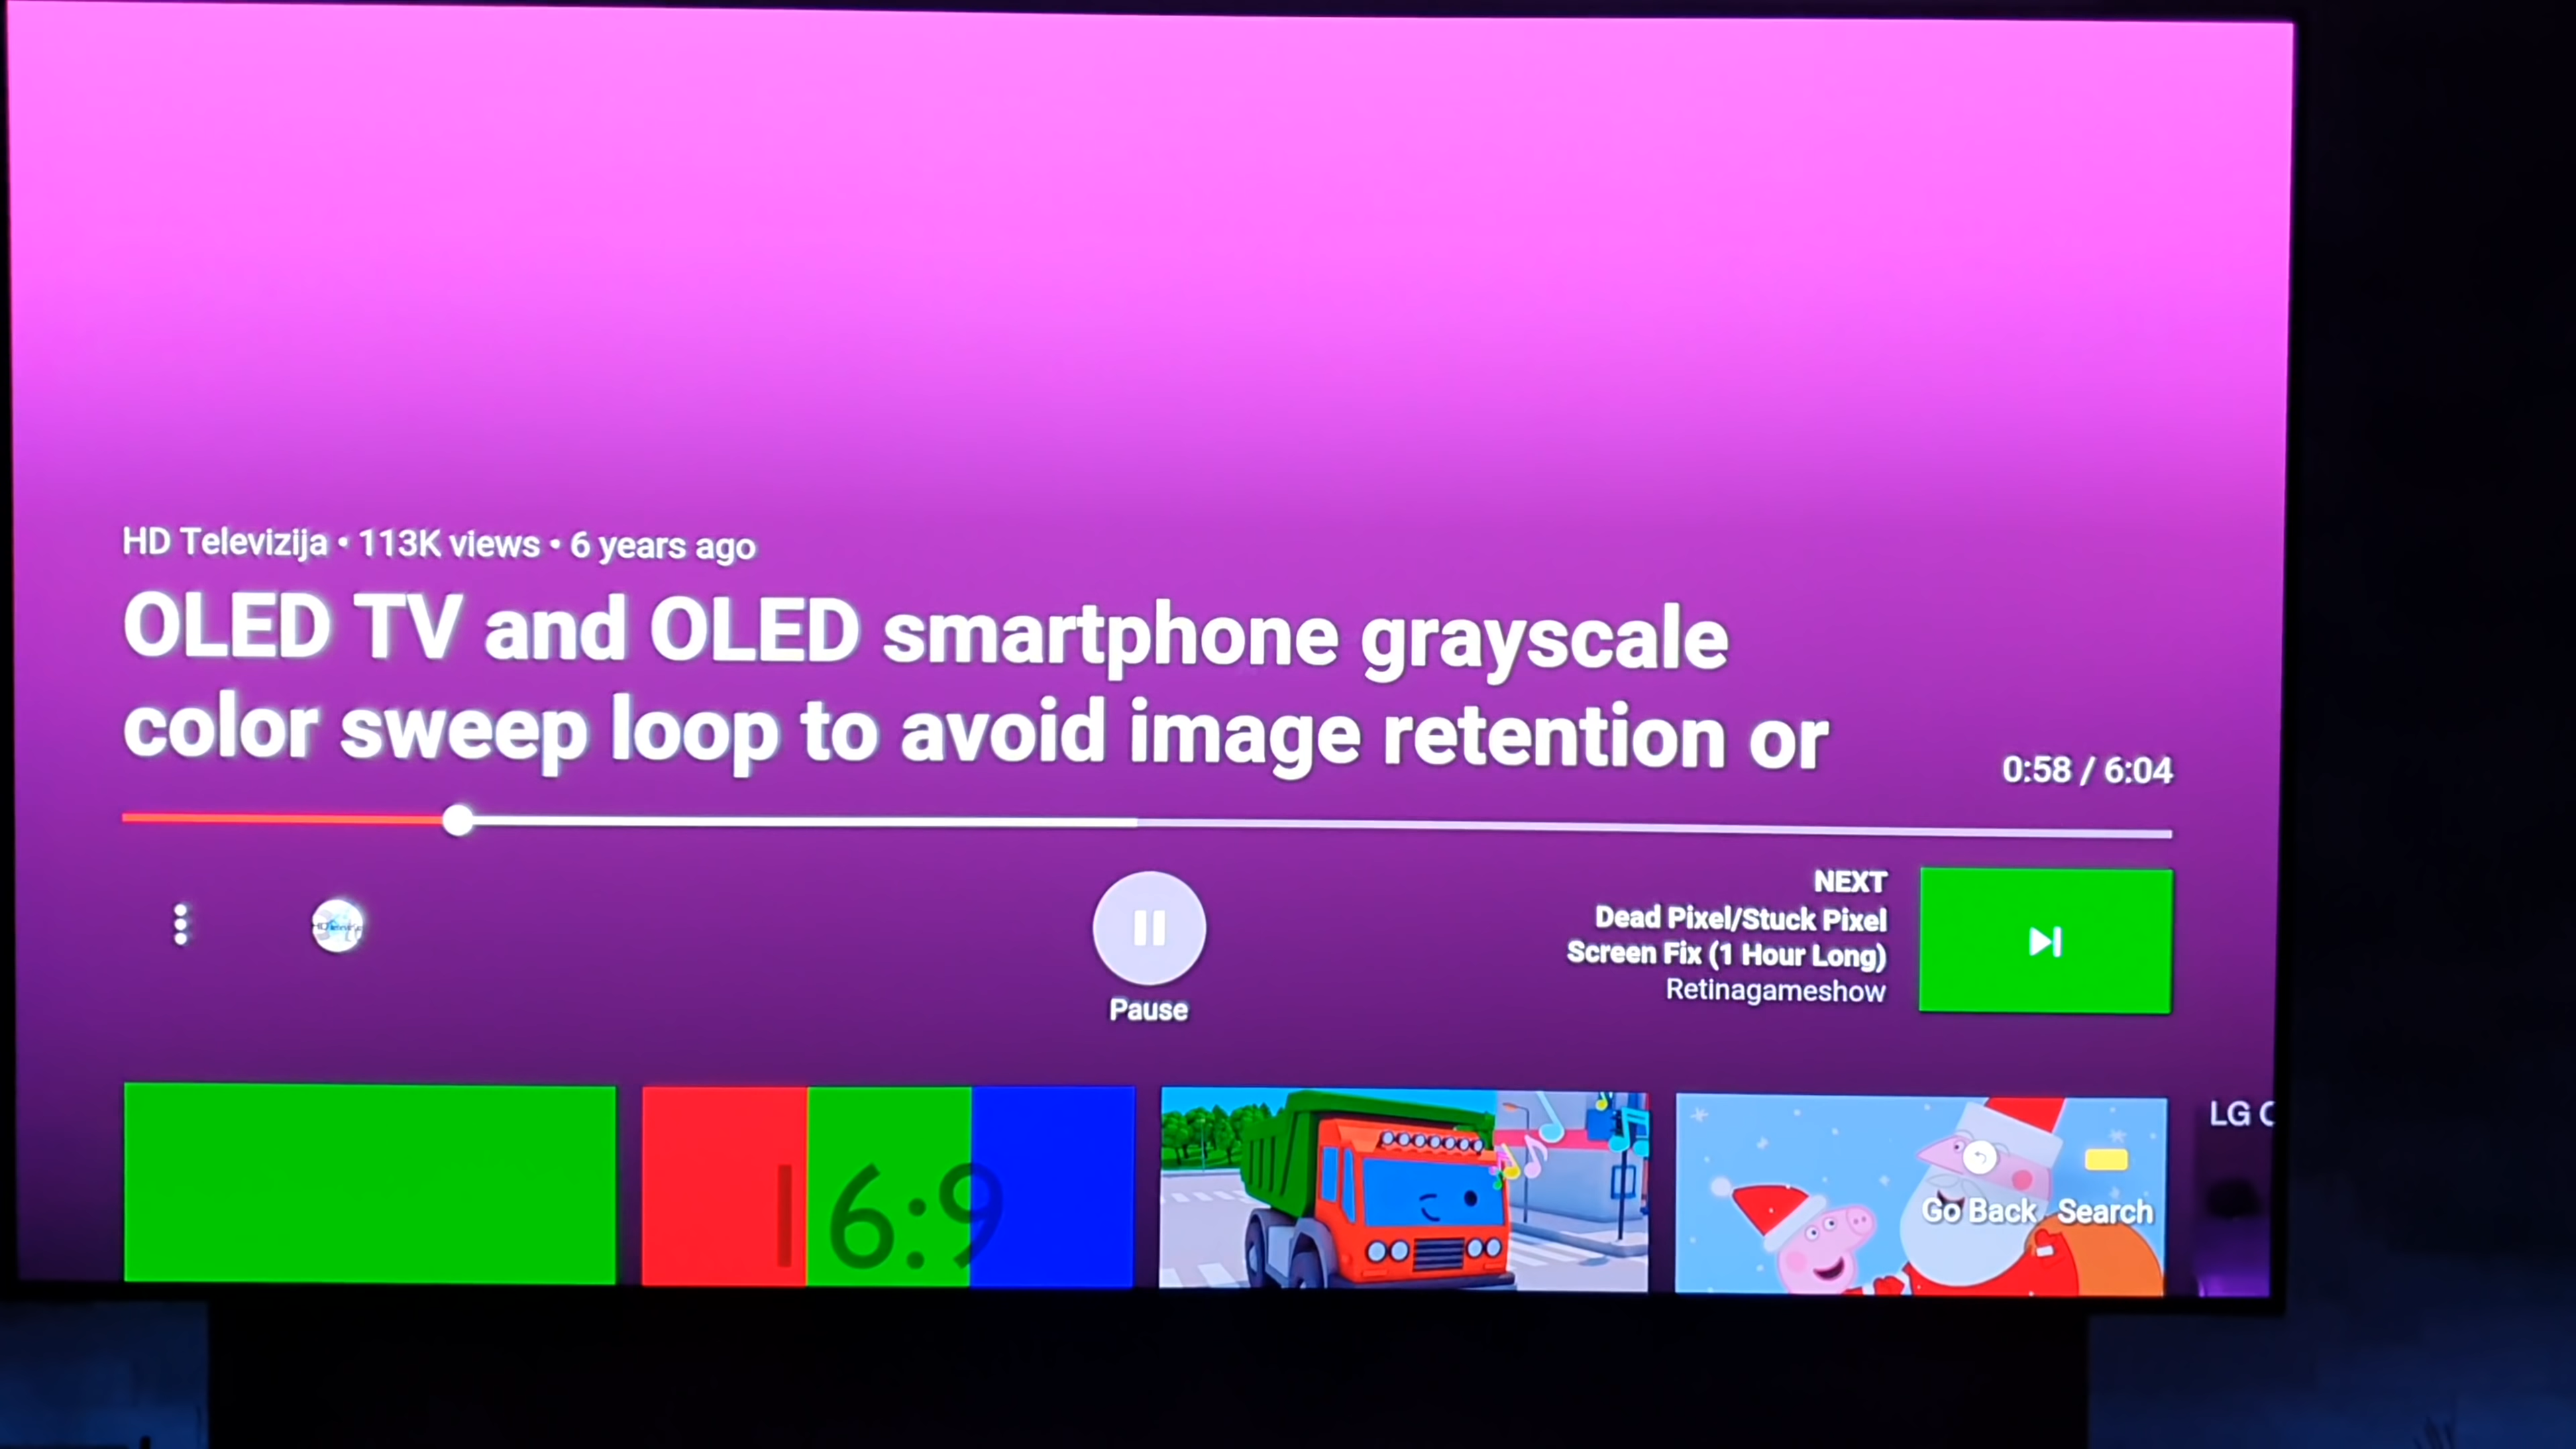 HD Televizija • 113K views • 6 years ago
OLED TV and OLED smartphone grayscale
color sweep loop to avoid image retention or
0:58 / 6:04
NEXT
Dead Pixel/Stuck Pixel
Screen Fix (1 Hour Long)
Retinagameshow
Pause
16:9
Go Back
Search
LG